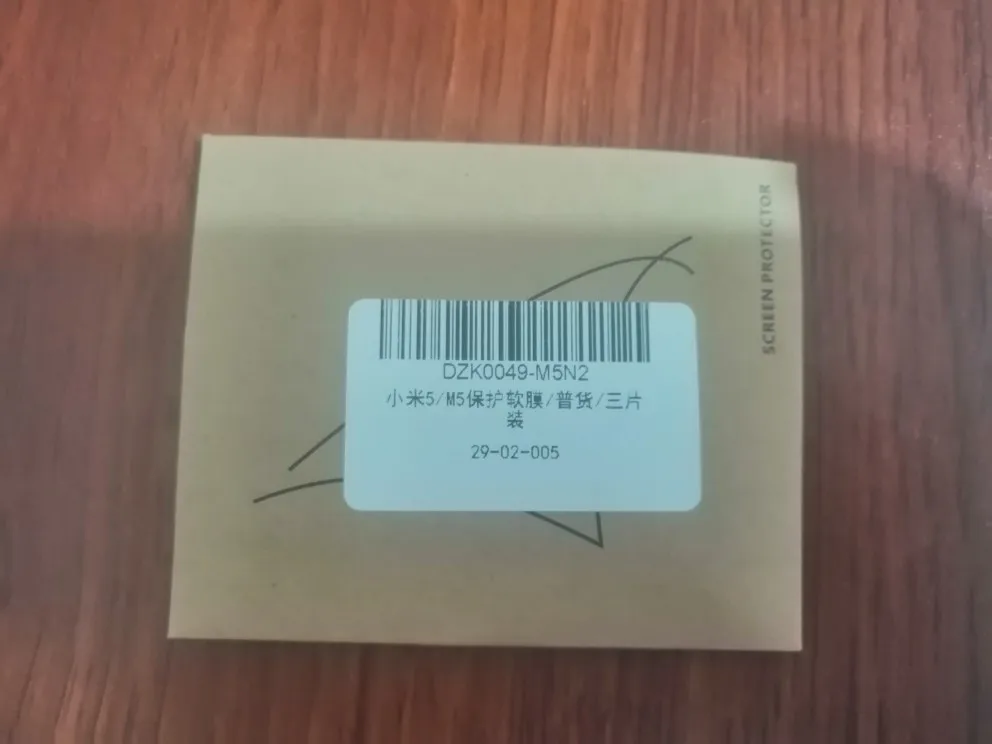 SCREEN PROTECTOR
DZK0049-M5N2
小米5/M5保护软膜/普货/三片
装
29-02-005